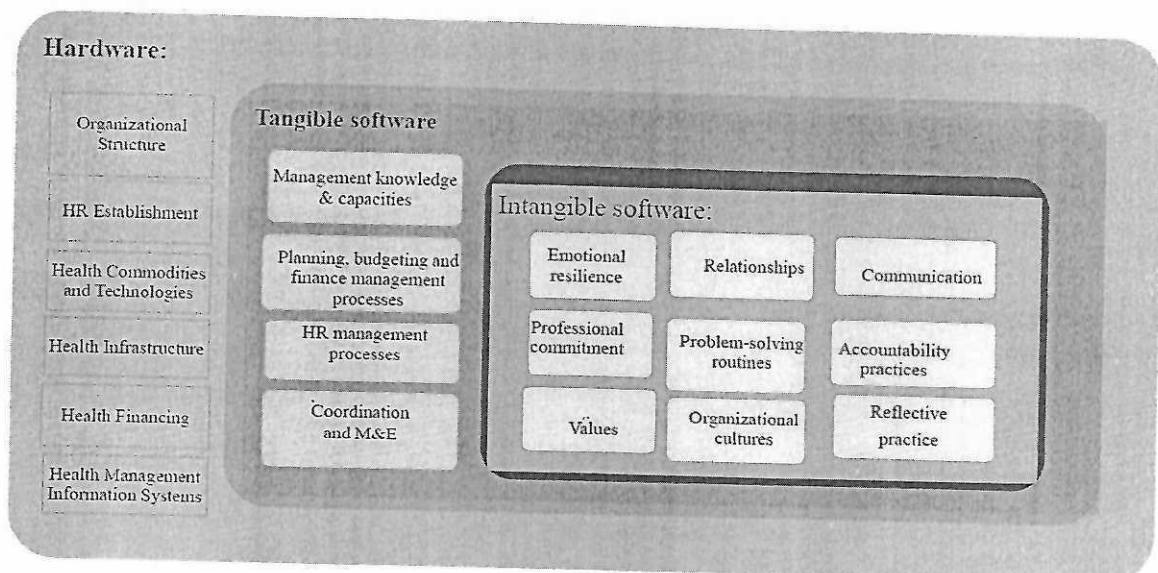 Hardware:
Organizational
Structure
HR Establishment
Health Commodities
and Technologies
Health Infrastructure
Health Financing
Health Management
Information Systems
Tangible software
Management knowledge
& capacities
Planning, budgeting and
finance management
processes
HR management
processes
Coordination
and M&E
Intangible software:
Emotional
resilience
Relationships
Communication
Professional
commitment
Problem-solving
routines
Accountability
practices
Values
Organizational
cultures
Reflective
practice